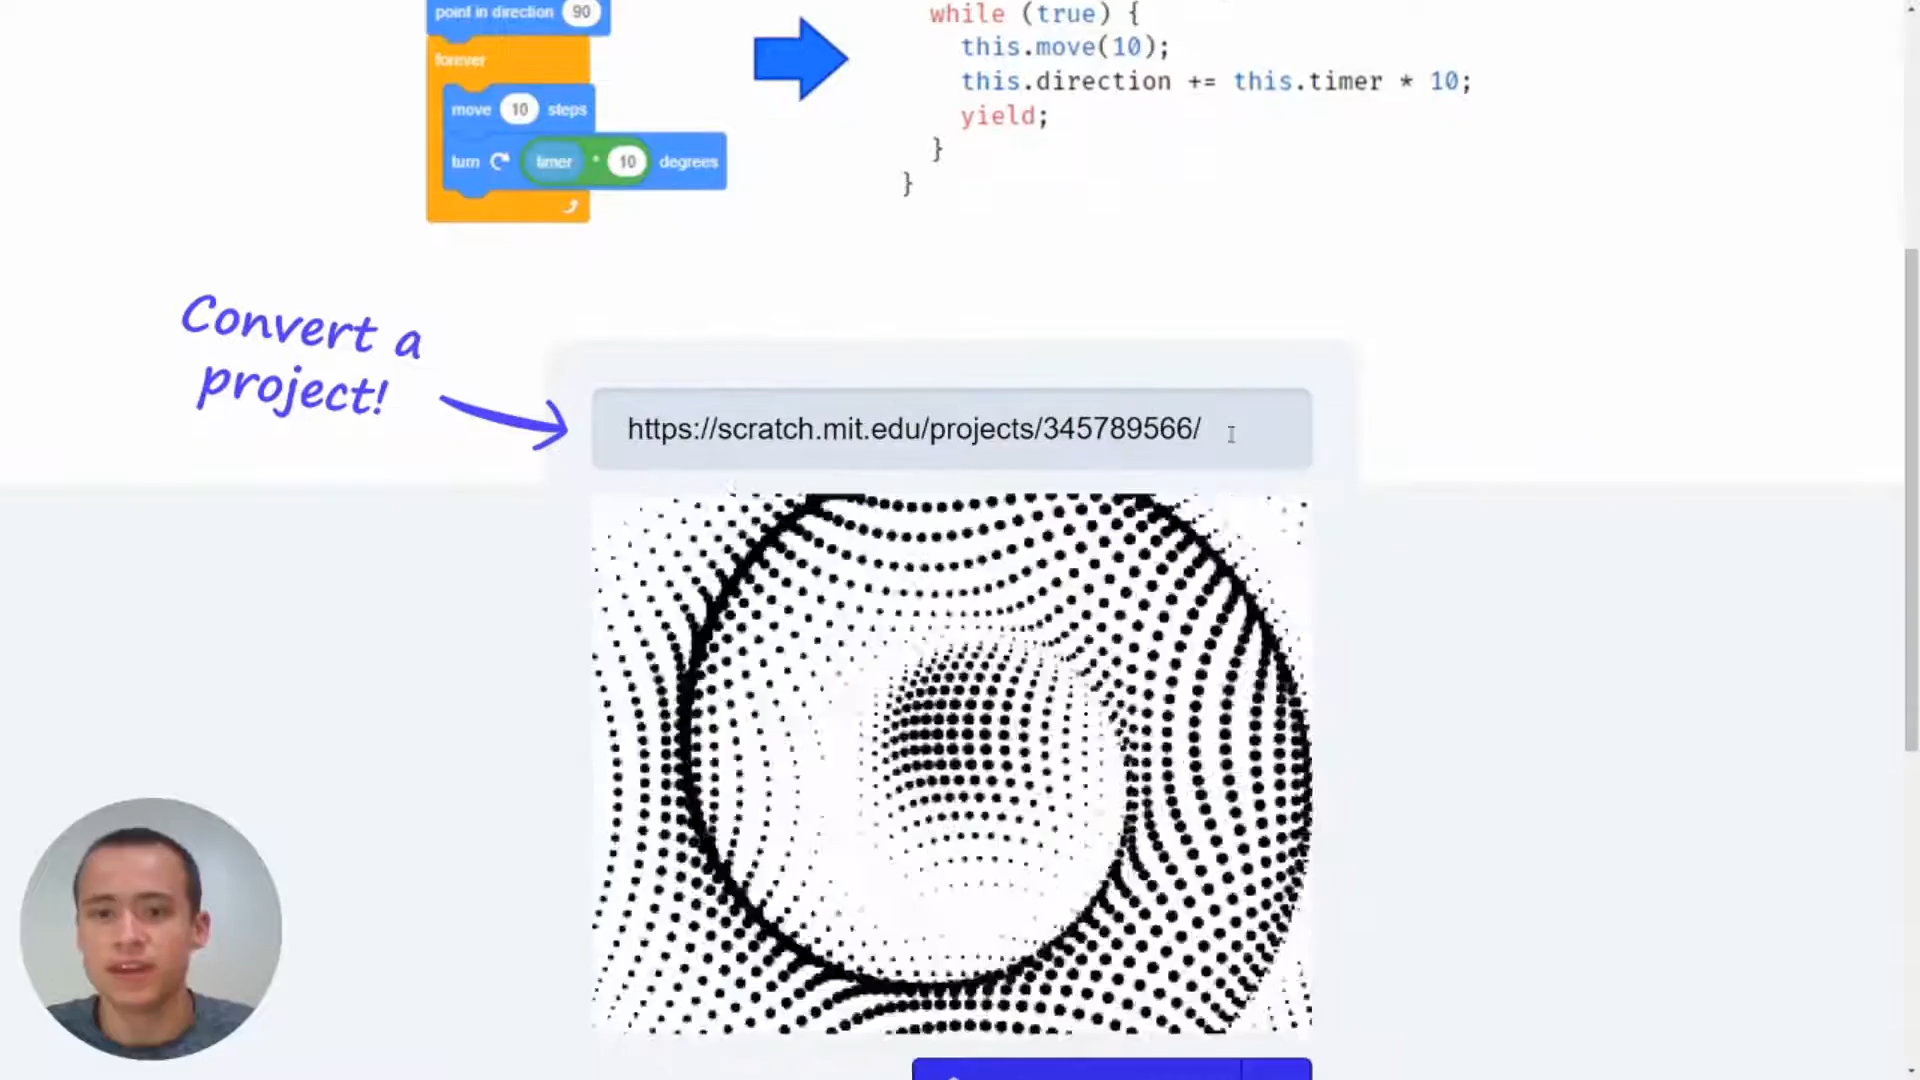 point in direction 90
forever
move 10 steps
turn timer * 10 degrees
while (true) {
this.move(10);
this.direction += this.timer * 10;
yield;
}
}
Convert a
project!
https://scratch.mit.edu/projects/345789566/